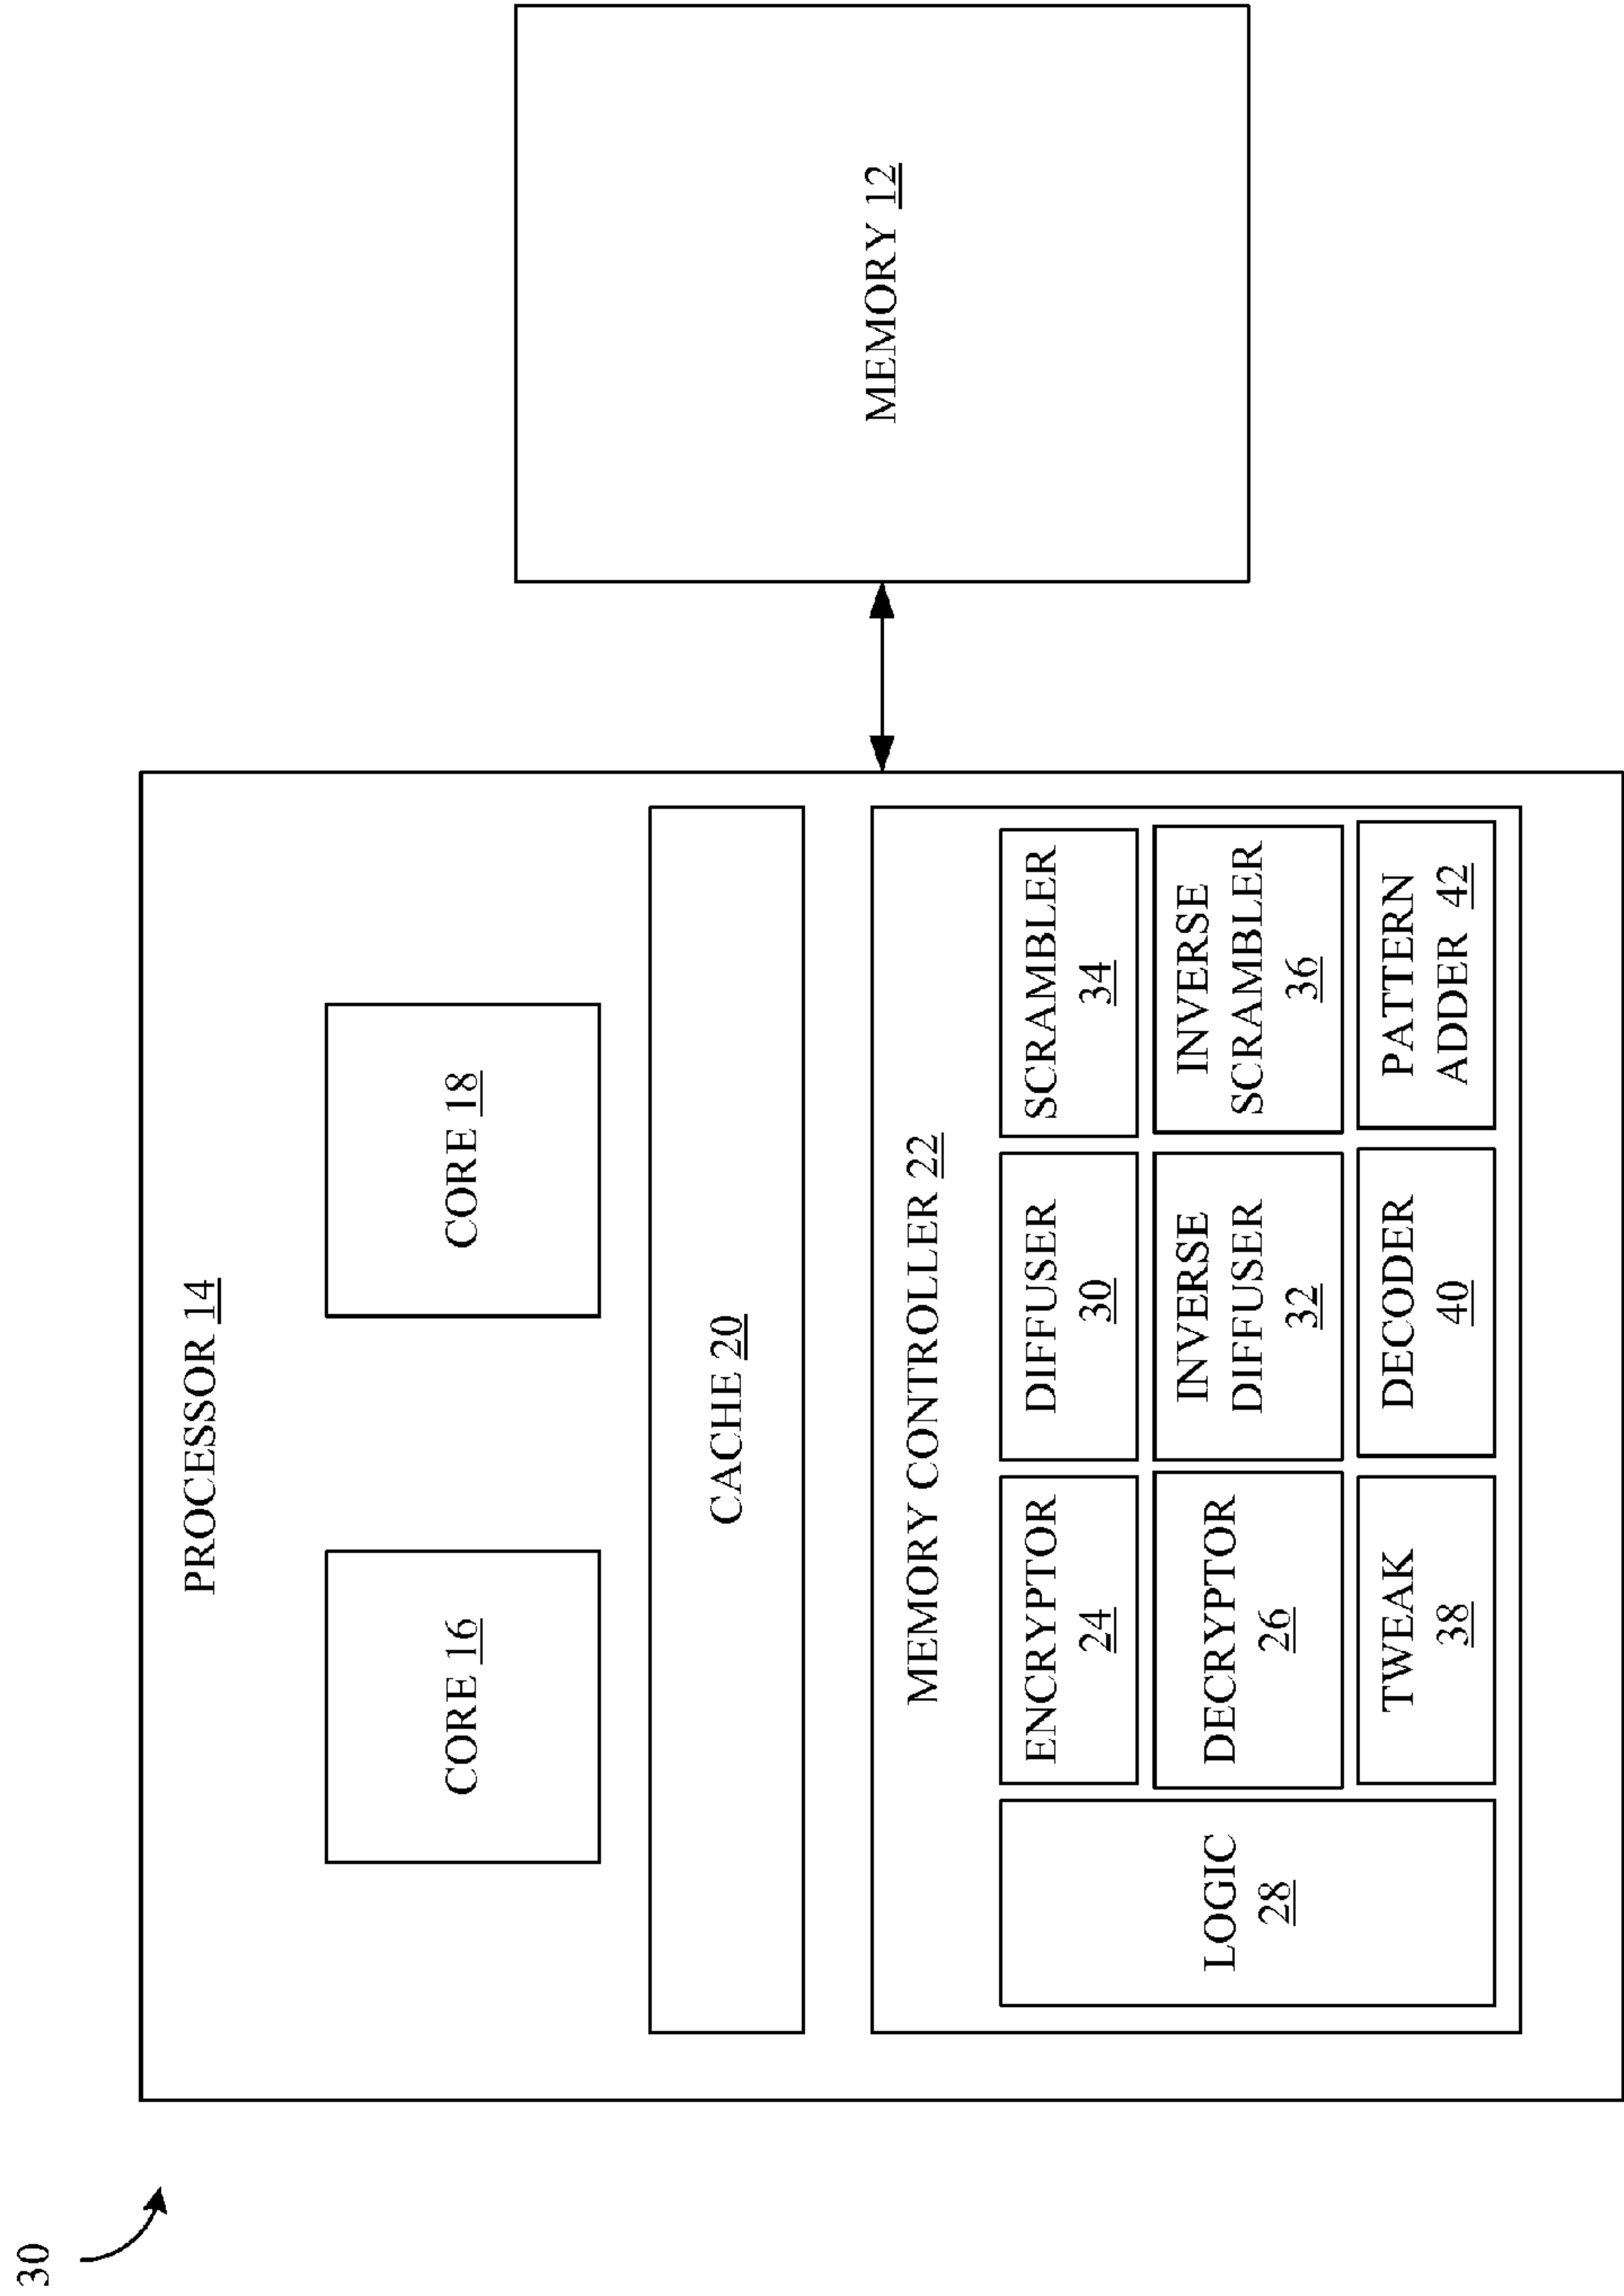 30
PROCESSOR 14
CORE 16
CORE 18
CACHE 20
MEMORY CONTROLLER 22
LOGIC
28
ENCRYPTOR
24
DIFFUSER
30
SCRAMBLER
34
DECRYPTOR
26
INVERSE
DIFFUSER
32
INVERSE
SCRAMBLER
36
TWEAK
38
DECODER
40
PATTERN
ADDER 42
MEMORY 12